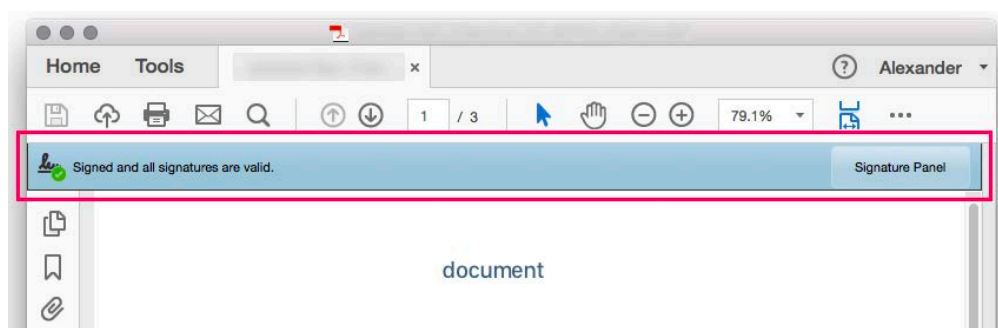 Home Tools × ? Alexander
1 / 3 79.1% ...
Signed and all signatures are valid. Signature Panel
document